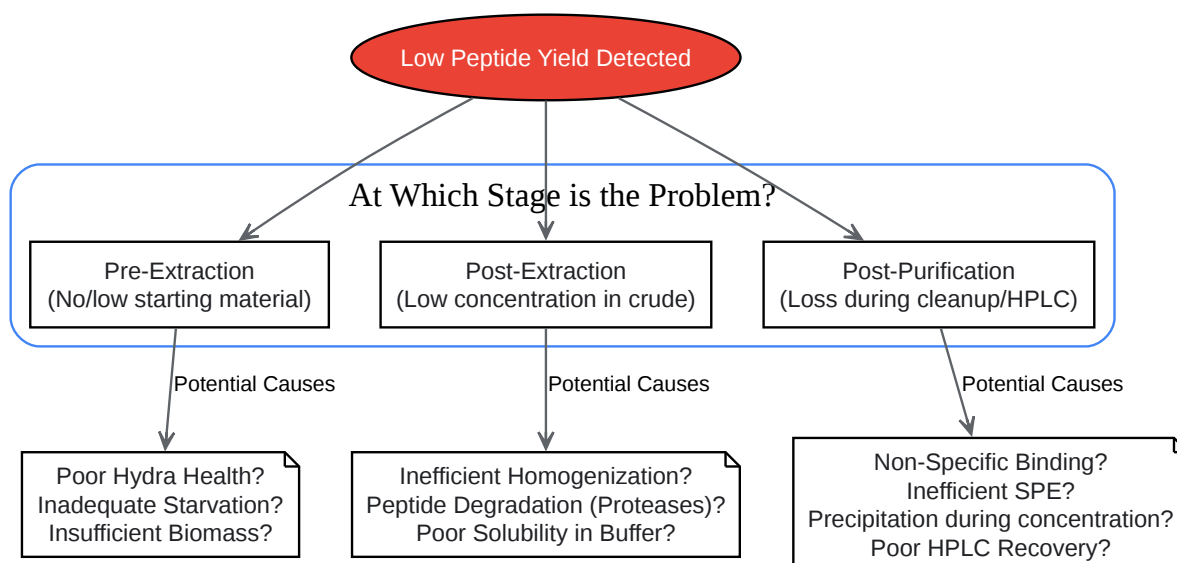 Low Peptide Yield Detected
At Which Stage is the Problem?
Pre-Extraction
(No/low starting material)
Post-Extraction
(Low concentration in crude)
Post-Purification
(Loss during cleanup/HPLC)
Potential Causes
Potential Causes
Potential Causes
Poor Hydra Health?
Inadequate Starvation?
Insufficient Biomass?
Inefficient Homogenization?
Peptide Degradation (Proteases)?
Poor Solubility in Buffer?
Non-Specific Binding?
Inefficient SPE?
Precipitation during concentration?
Poor HPLC Recovery?